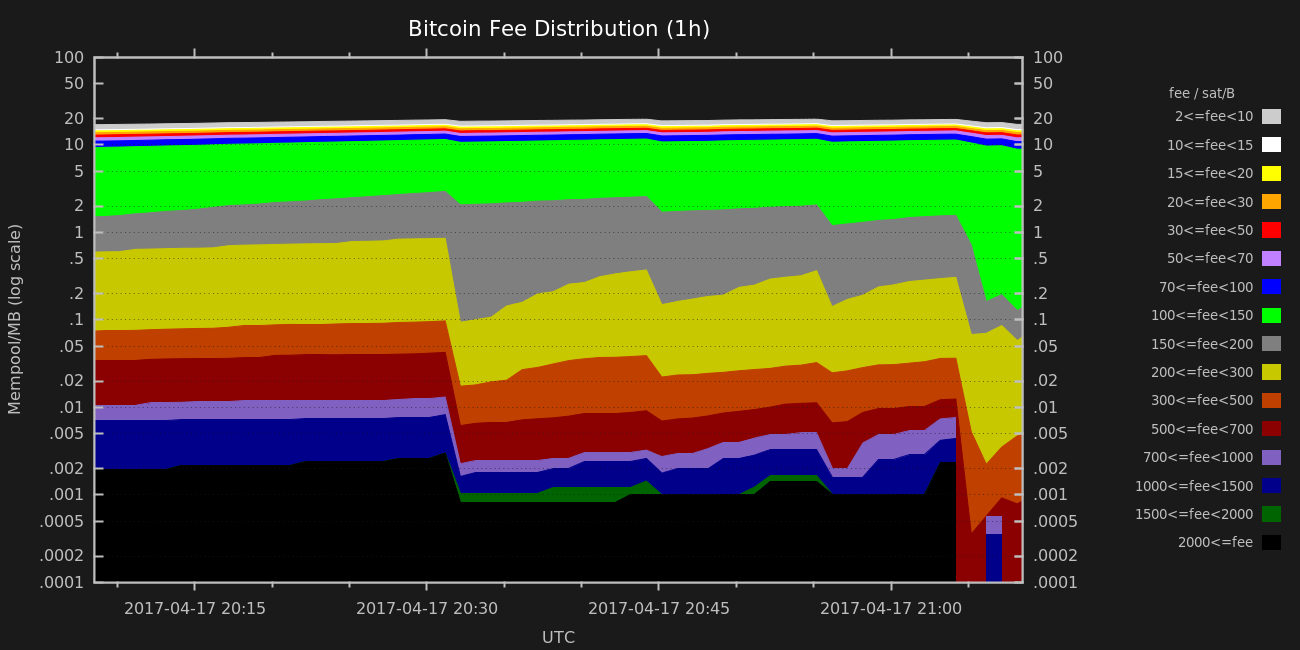 Bitcoin Fee Distribution (1h)
Mempool/MB (log scale)
100
50
20
10
5
2
1
.5
.2
.1
.05
.02
.01
.005
.002
.001
.0005
.0002
.0001
100
50
20
10
5
2
1
.5
.2
.1
.05
.02
.01
.005
.002
.001
.0005
.0002
.0001
2017-04-17 20:15
2017-04-17 20:30
2017-04-17 20:45
2017-04-17 21:00
UTC
fee / sat/B
2<=fee<10
10<=fee<15
15<=fee<20
20<=fee<30
30<=fee<50
50<=fee<70
70<=fee<100
100<=fee<150
150<=fee<200
200<=fee<300
300<=fee<500
500<=fee<700
700<=fee<1000
1000<=fee<1500
1500<=fee<2000
2000<=fee